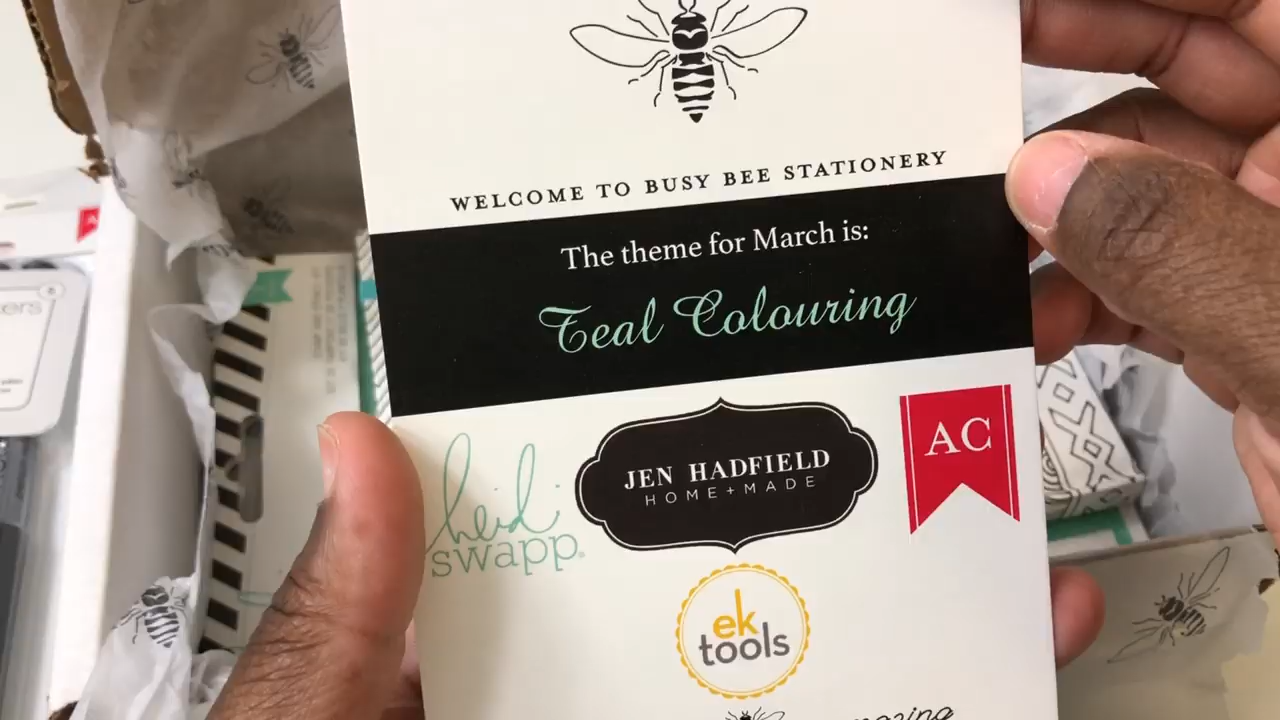 WELCOME TO BUSY BEE STATIONERY
The theme for March is:
Teal Colouring
heidi
swapp
JEN HADFIELD
HOME+MADE
AC
ek
tools